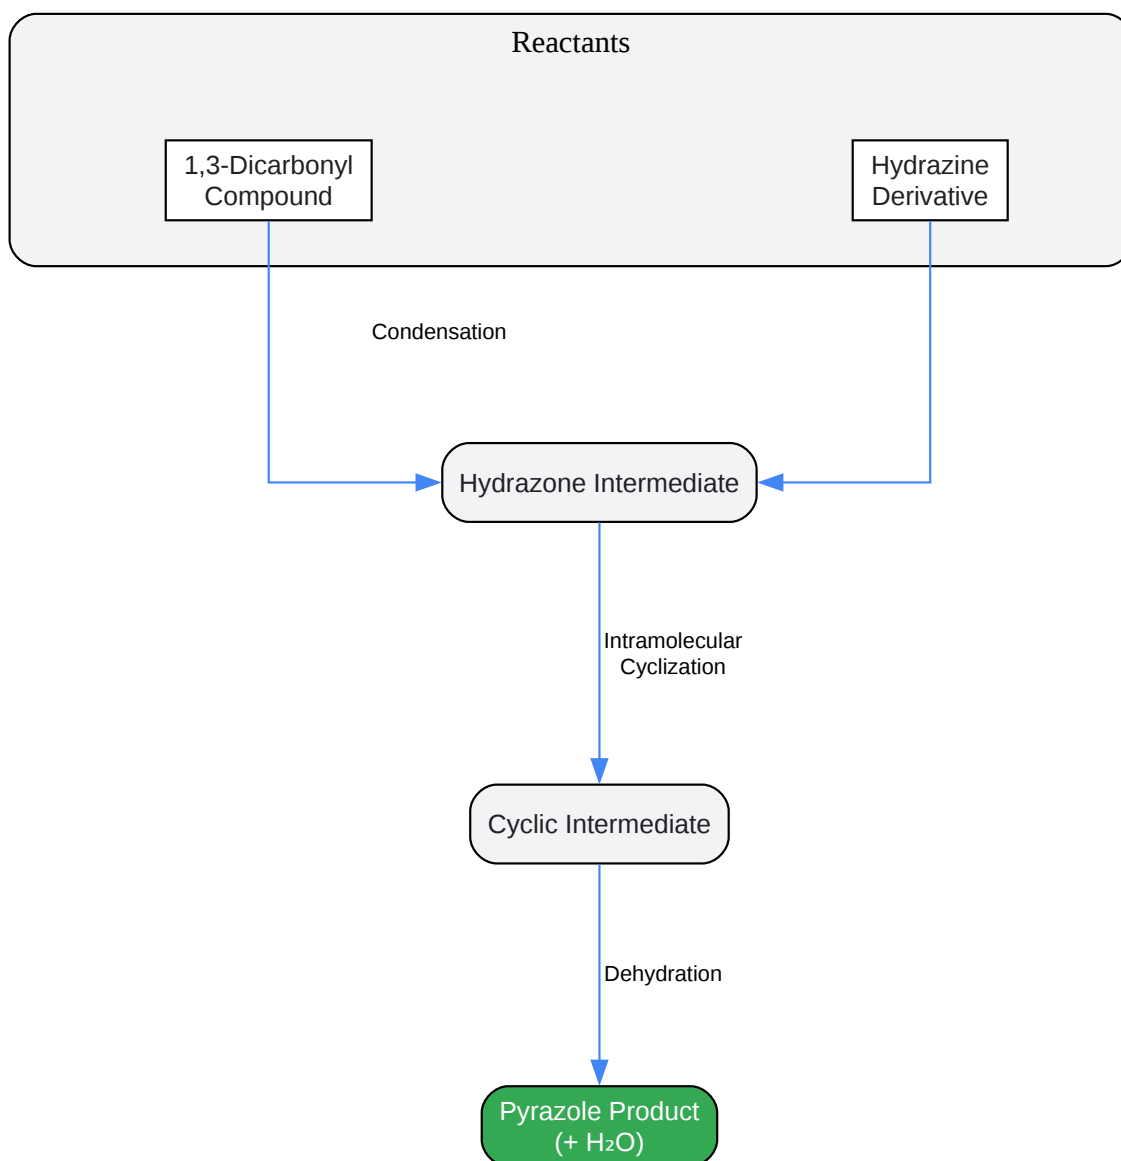 Reactants
1,3-Dicarbonyl
Compound
Hydrazine
Derivative
Condensation
Hydrazone Intermediate
Intramolecular
Cyclization
Cyclic Intermediate
Dehydration
Pyrazole Product
(+ H₂O)